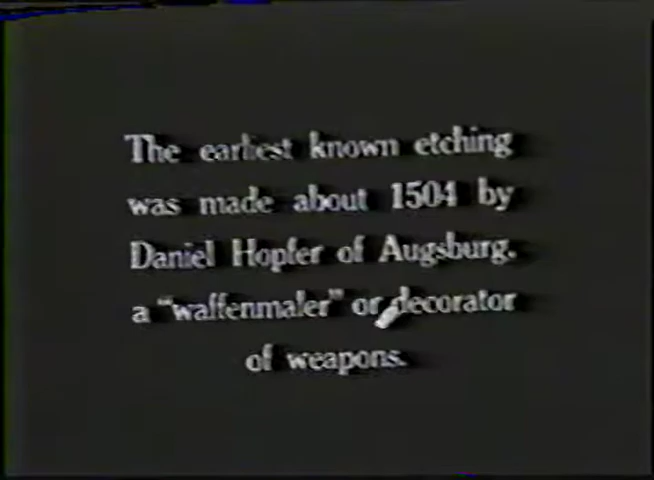 The earliest known etching
was made about 1504 by
Daniel Hopfer of Augsburg,
a "waffenmaler" or decorator
of weapons.